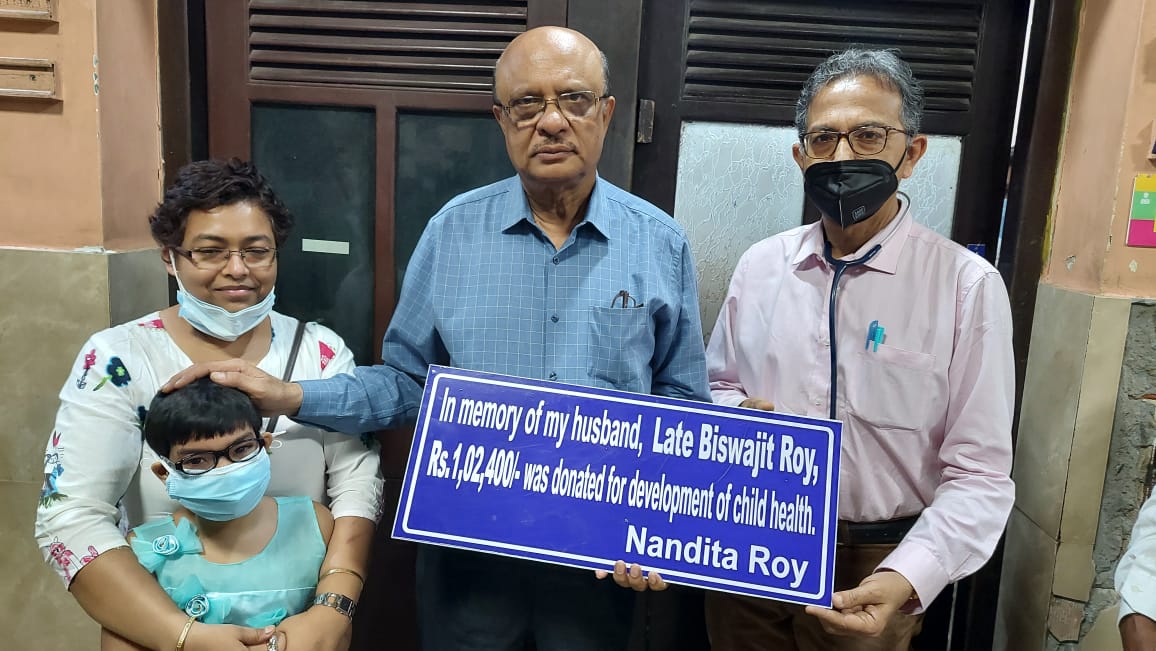 In memory of my husband, Late Biswajit Roy,
Rs.1,02,400/- was donated for development of child health.
Nandita Roy